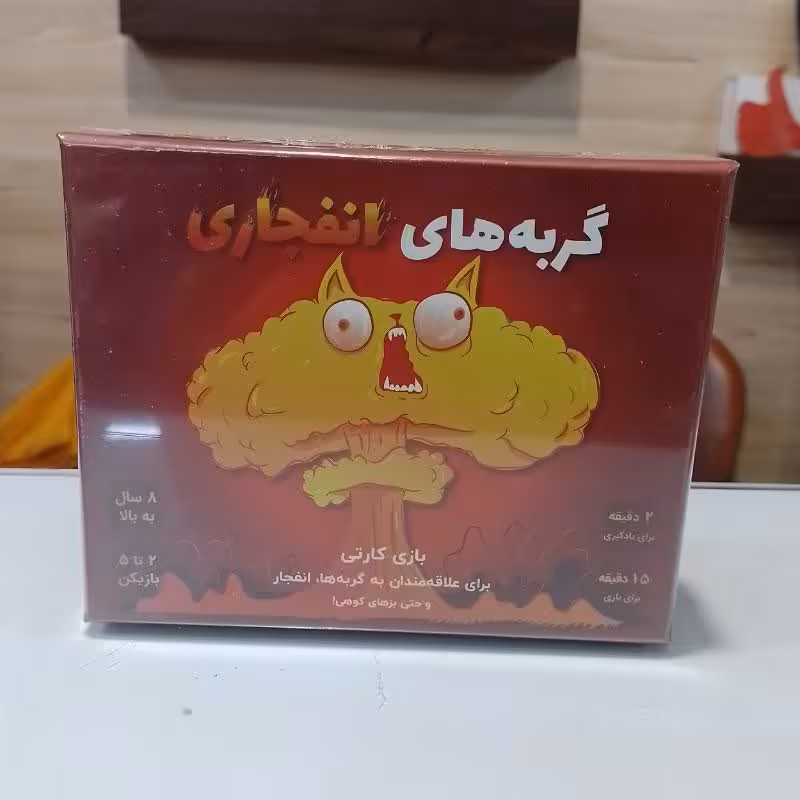 گربه‌های انفجاری
۸ سال
به بالا
۲ تا ۵
بازیکن
۲ دقیقه
برای یادگیری
۱۵ دقیقه
برای بازی
بازی کارتی
برای علاقه‌مندان به گربه‌ها، انفجار
و حتی بزهای کوهی!